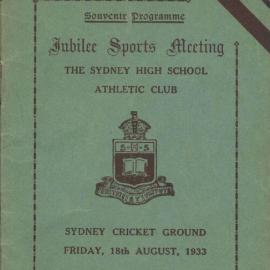 Souvenir Programme
Jubilee Sports Meeting
THE SYDNEY HIGH SCHOOL
ATHLETIC CLUB
S H S
SYDNEY CRICKET GROUND
FRIDAY, 18th AUGUST, 1933